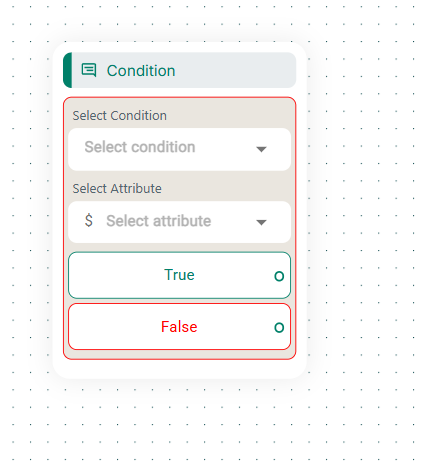 Condition
Select Condition
Select condition
Select Attribute
$ Select attribute
True
False